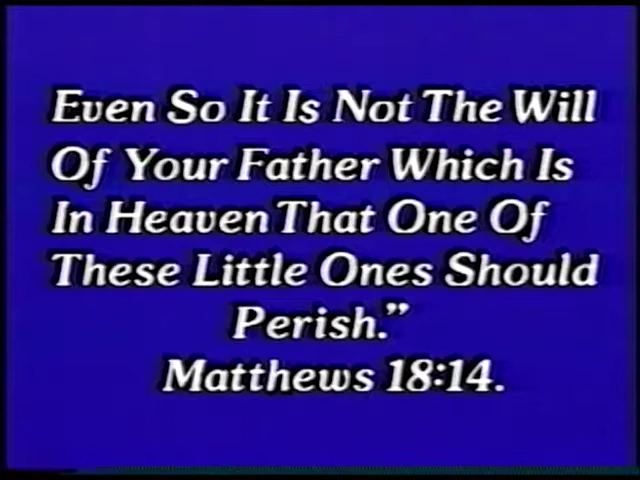 Even So It Is Not The Will
Of Your Father Which Is
In Heaven That One Of
These Little Ones Should
Perish.”
Matthews 18:14.